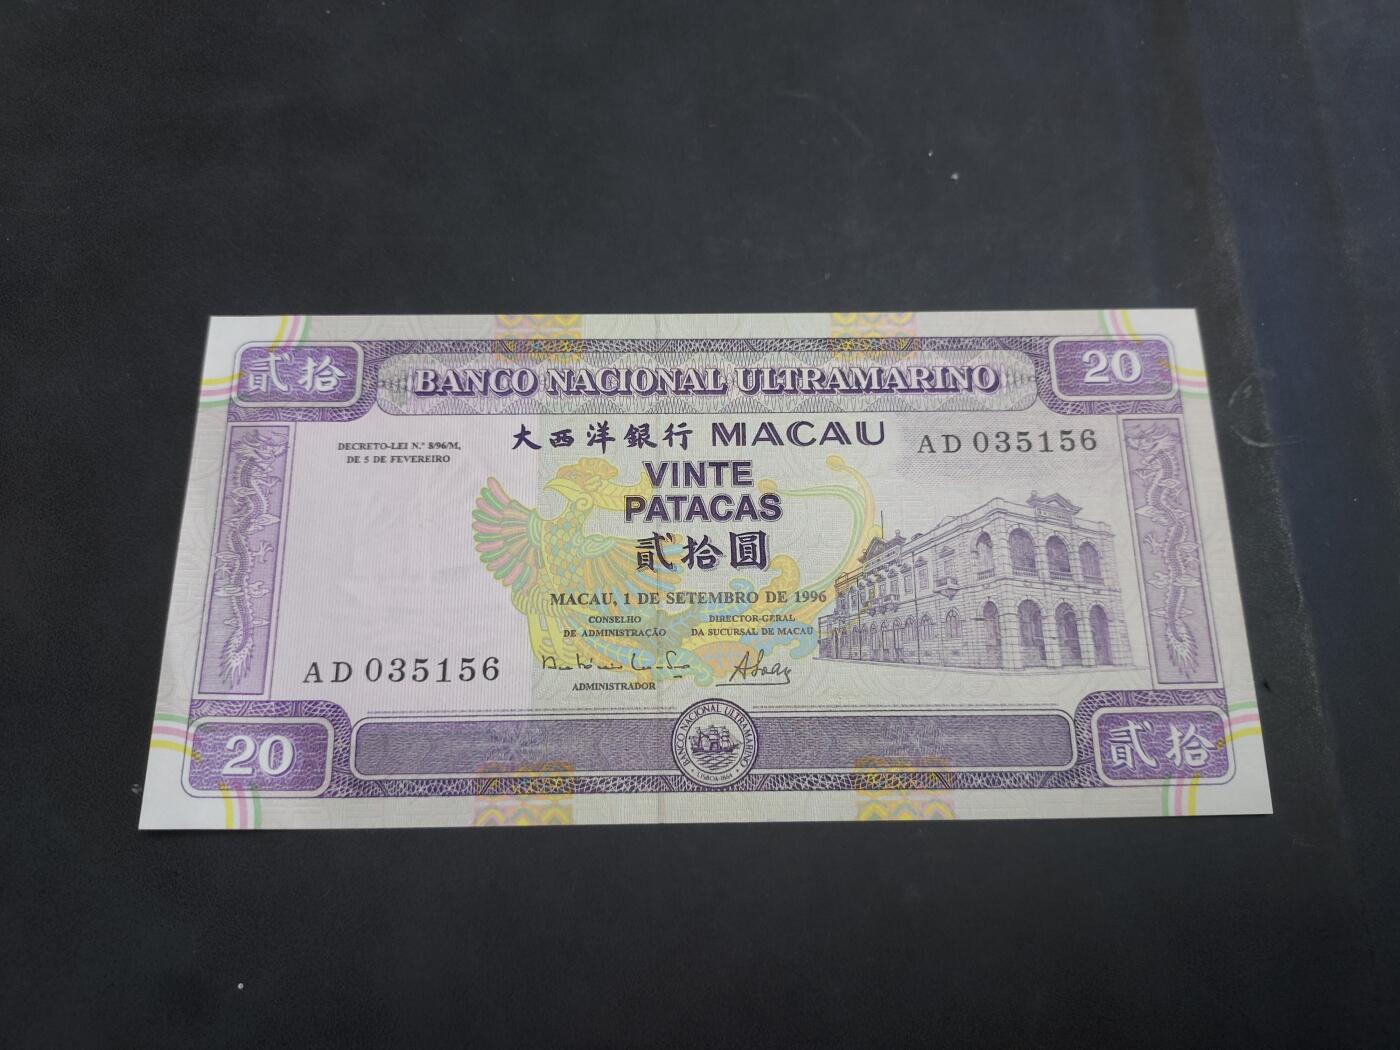 貳拾
BANCO NACIONAL ULTRAMARINO
20
DECRETO-LEI N.º 8/96/M,
DE 5 DE FEVEREIRO
大西洋銀行 MACAU
AD 035156
VINTE
PATACAS
貳拾圓
MACAU, 1 DE SETEMBRO DE 1996
CONSELHO
DE ADMINISTRAÇÃO
DIRECTOR-GERAL
DA SUCURSAL DE MACAU
AD 035156
ADMINISTRADOR
20
BANCO NACIONAL ULTRAMARINO
LISBOA-1864
貳拾